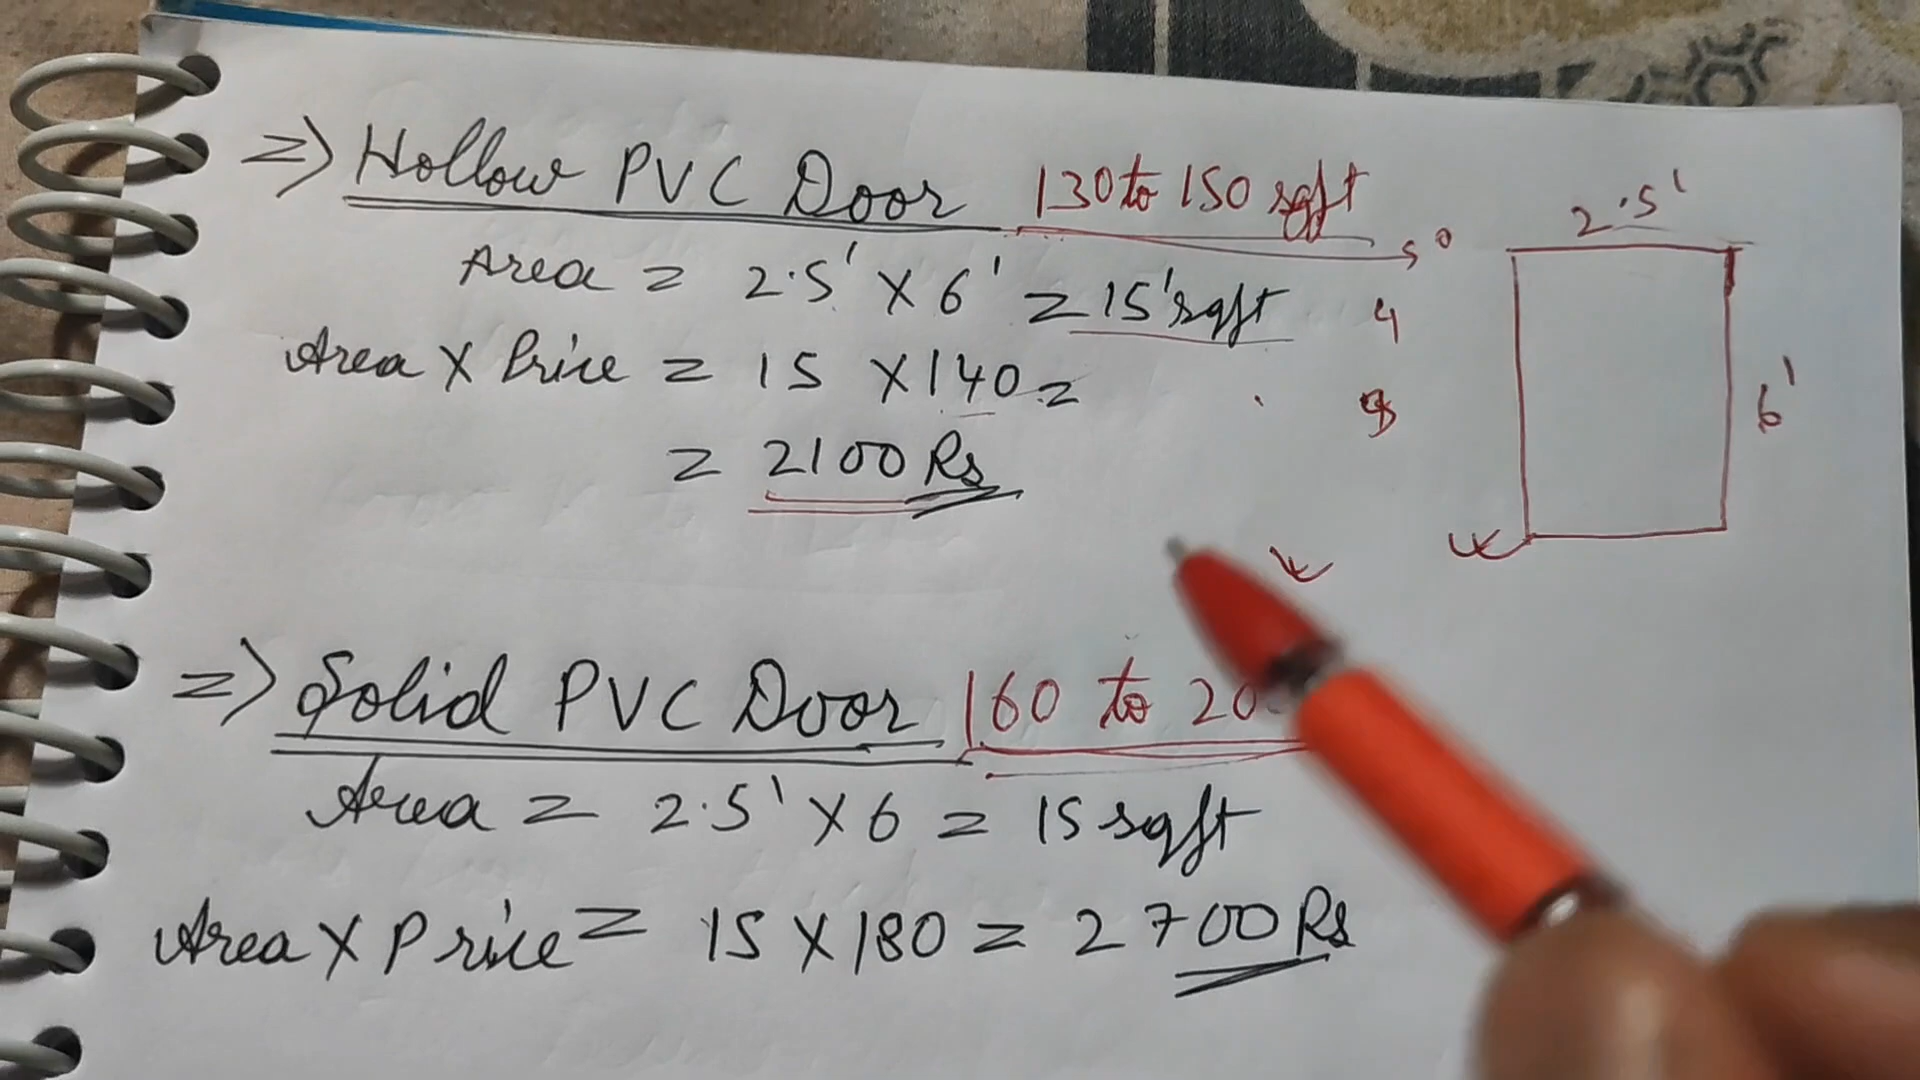 => Hollow PVC Door 130 to 150 sqft
Area = 2.5' X 6' = 15' sqft
Area X Price = 15 X 140 =
= 2100 Rs
2.5'
6'
4
=> Solid PVC Door 160 to 20
Area = 2.5' X 6 = 15 sqft
Area X Price = 15 X 180 = 2700 Rs